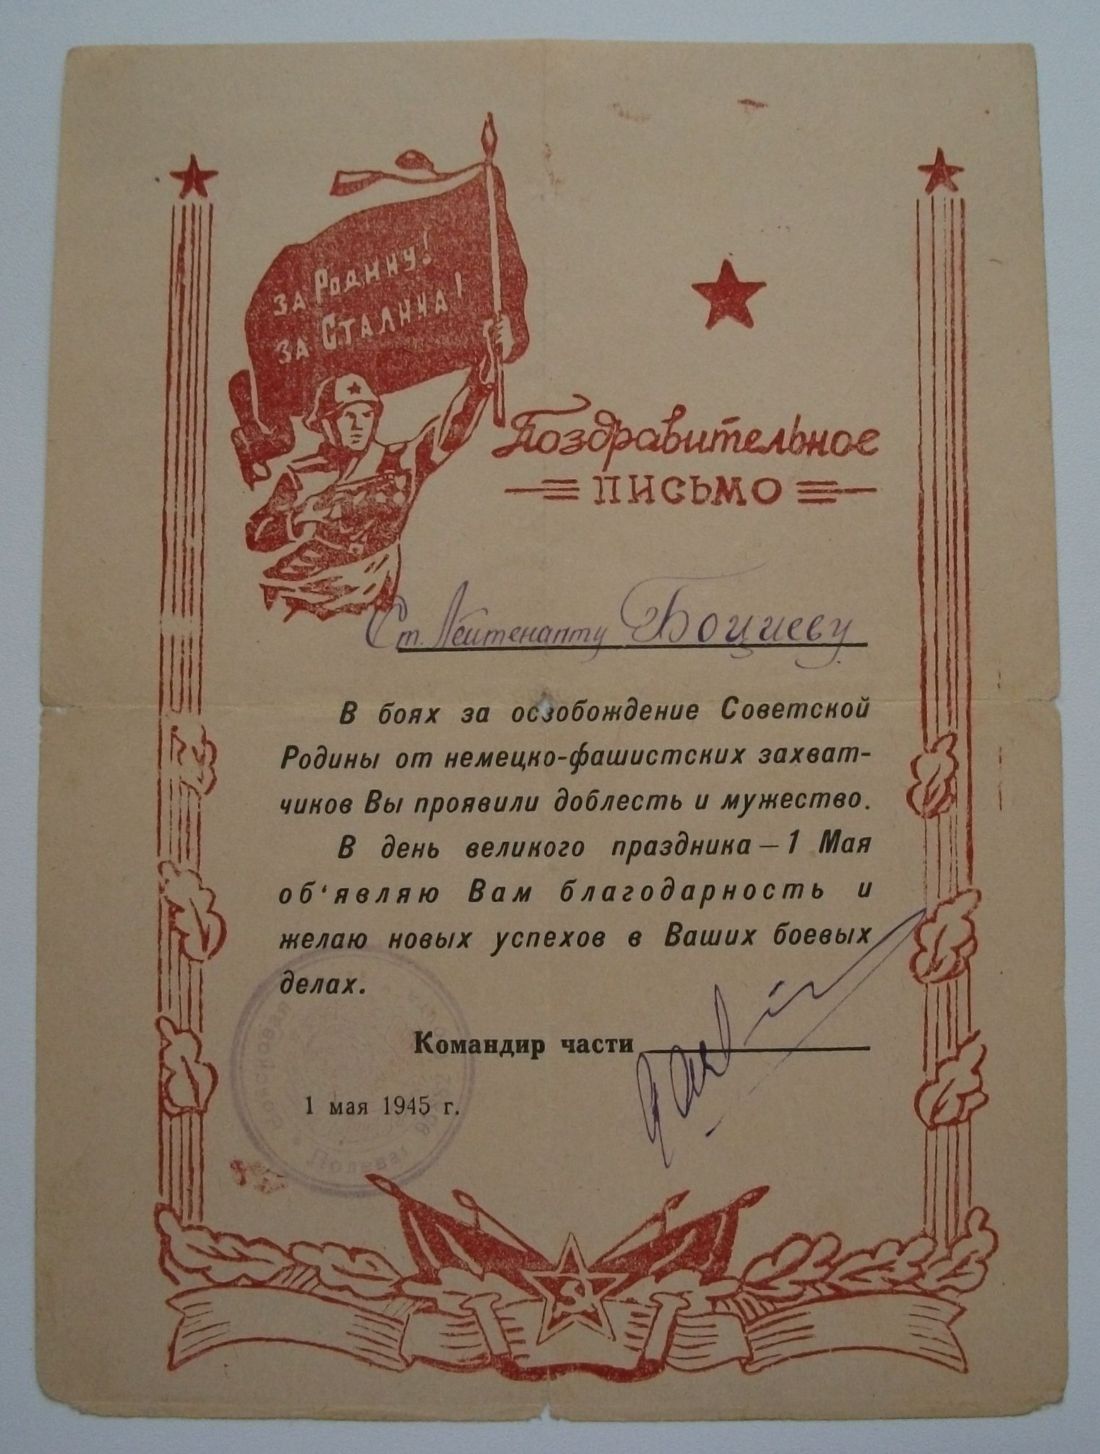 за Родину!
за Сталина!
Поздравительное
письмо
Ст. Лейтенанту Боциеву
В боях за освобождение Советской
Родины от немецко-фашистских захват-
чиков Вы проявили доблесть и мужество.
В день великого праздника — 1 Мая
об‘являю Вам благодарность и
желаю новых успехов в Ваших боевых
делах.
Командир части
1 мая 1945 г.
Полевая